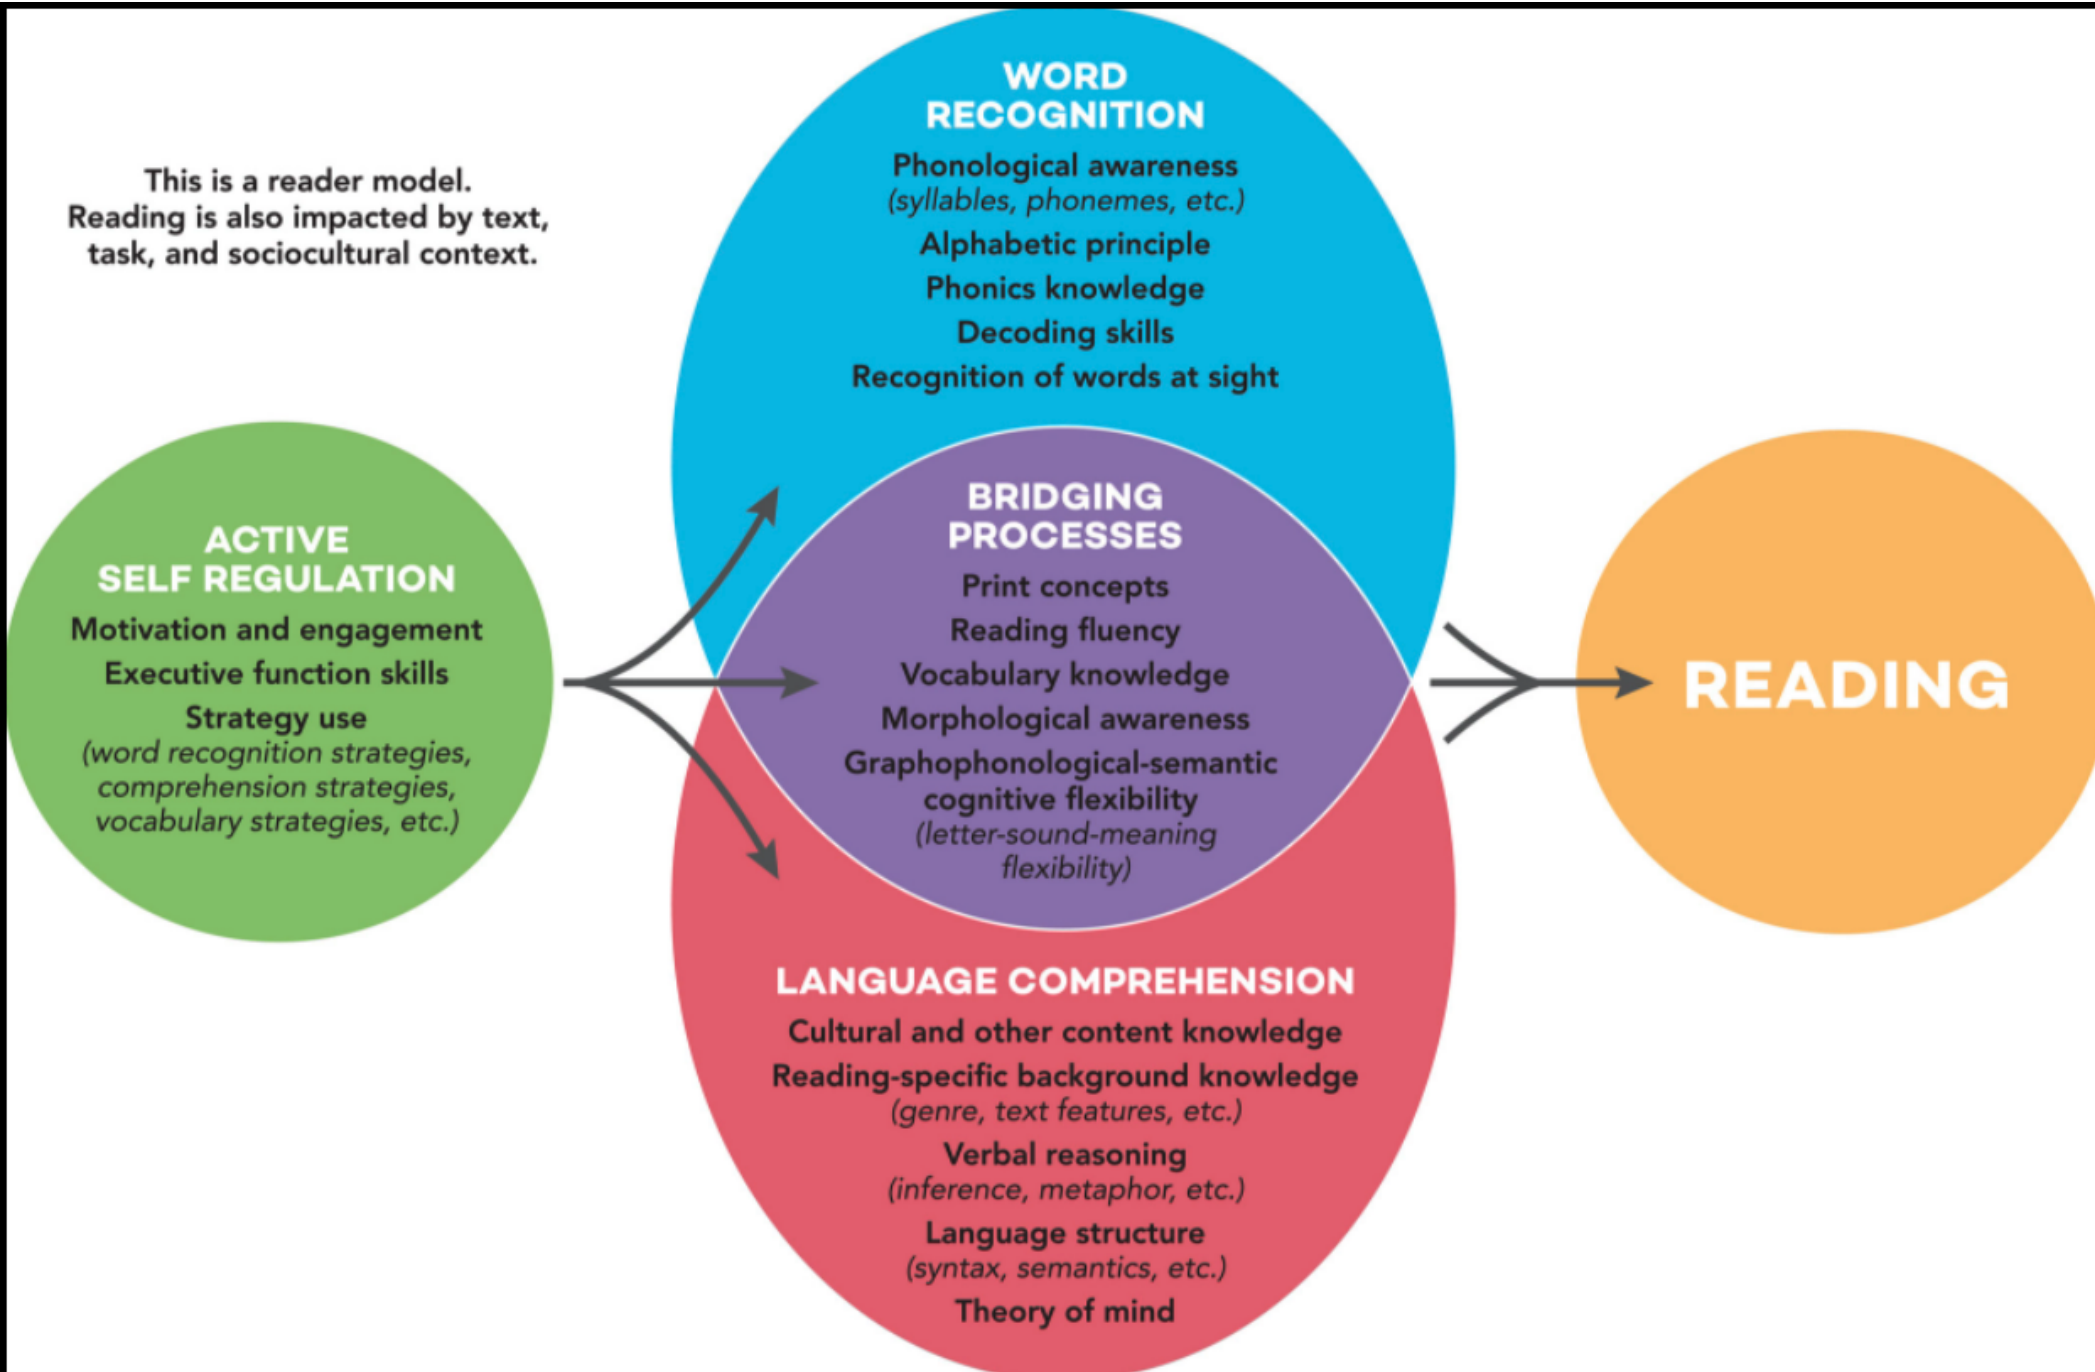 This is a reader model.
Reading is also impacted by text,
task, and sociocultural context.
ACTIVE
SELF REGULATION
Motivation and engagement
Executive function skills
Strategy use
(word recognition strategies,
comprehension strategies,
vocabulary strategies, etc.)
WORD
RECOGNITION
Phonological awareness
(syllables, phonemes, etc.)
Alphabetic principle
Phonics knowledge
Decoding skills
Recognition of words at sight
BRIDGING
PROCESSES
Print concepts
Reading fluency
Vocabulary knowledge
Morphological awareness
Graphophonological-semantic
cognitive flexibility
(letter-sound-meaning
flexibility)
LANGUAGE COMPREHENSION
Cultural and other content knowledge
Reading-specific background knowledge
(genre, text features, etc.)
Verbal reasoning
(inference, metaphor, etc.)
Language structure
(syntax, semantics, etc.)
Theory of mind
READING